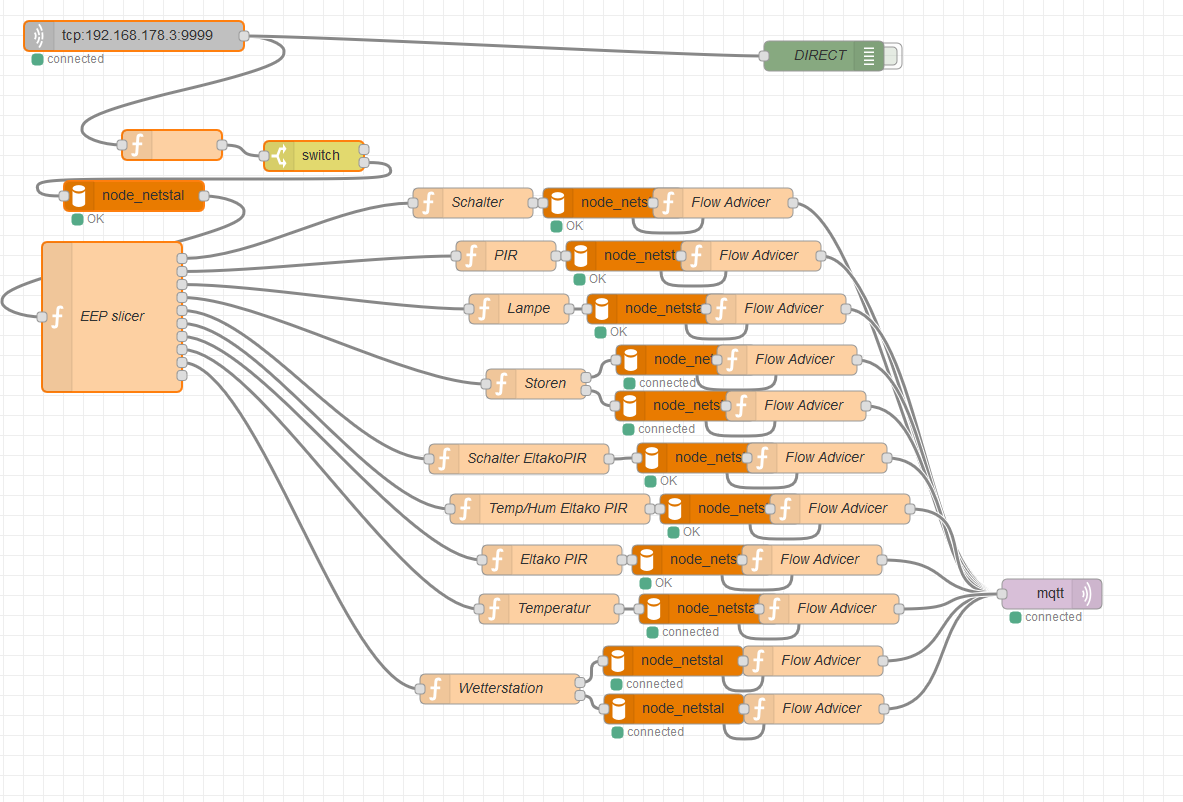 tcp:192.168.178.3:9999
connected
DIRECT
switch
node_netstal
OK
EEP slicer
Schalter
node_nets
Flow Advicer
OK
PIR
node_netst
Flow Advicer
OK
Lampe
node_netsta
Flow Advicer
OK
Storen
node_net
Flow Advicer
connected
node_nets
Flow Advicer
connected
Schalter EltakoPIR
node_nets
Flow Advicer
OK
Temp/Hum Eltako PIR
node_nets
Flow Advicer
OK
Eltako PIR
node_nets
Flow Advicer
OK
mqtt
connected
Temperatur
node_netsta
Flow Advicer
connected
Wetterstation
node_netstal
Flow Advicer
connected
node_netstal
Flow Advicer
connected